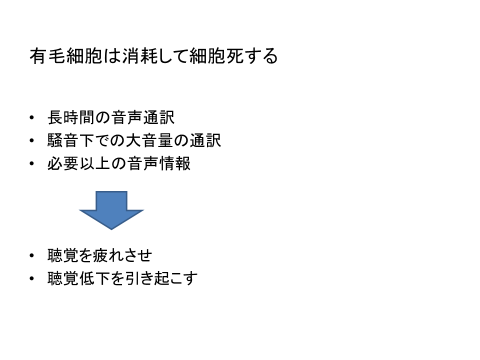 有毛細胞は消耗して細胞死する
• 長時間の音声通訳
• 騒音下での大音量の通訳
• 必要以上の音声情報
• 聴覚を疲れさせ
• 聴覚低下を引き起こす